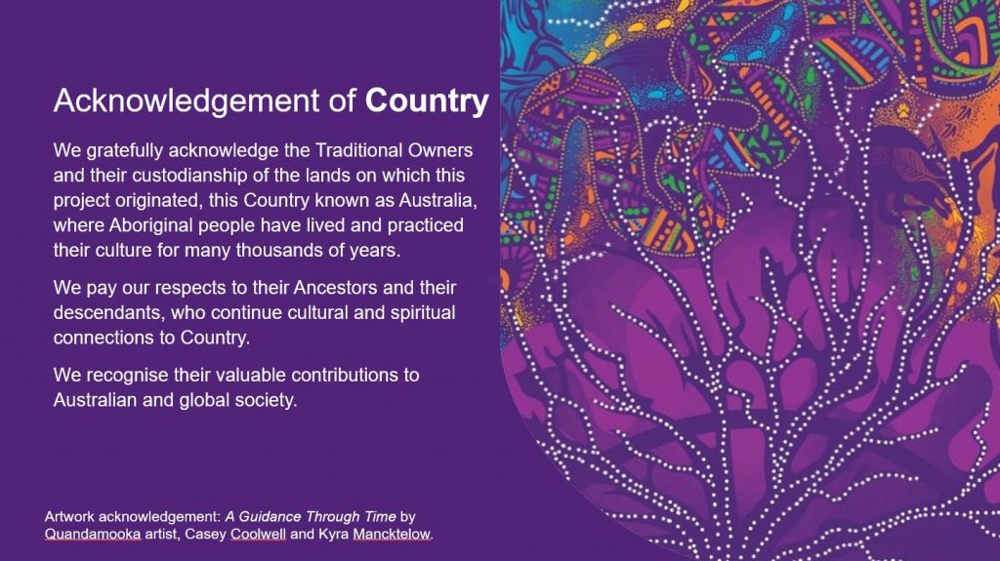 Acknowledgement of Country
We gratefully acknowledge the Traditional Owners
and their custodianship of the lands on which this
project originated, this Country known as Australia,
where Aboriginal people have lived and practiced
their culture for many thousands of years.
We pay our respects to their Ancestors and their
descendants, who continue cultural and spiritual
connections to Country.
We recognise their valuable contributions to
Australian and global society.
Artwork acknowledgement: A Guidance Through Time by
Quandamooka artist, Casey Coolwell and Kyra Mancktelow.